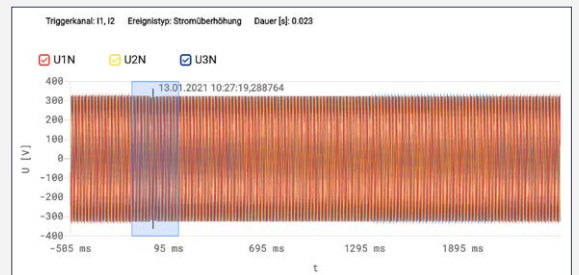 Triggerkanal: I1, I2 Ereignistyp: Stromüberhöhung Dauer [s]: 0.023
U1N U2N U3N
13.01.2021 10:27:19,288764
400
300
200
100
0
-100
-200
-300
-400
U [V]
-505 ms 95 ms 695 ms 1295 ms 1895 ms
t